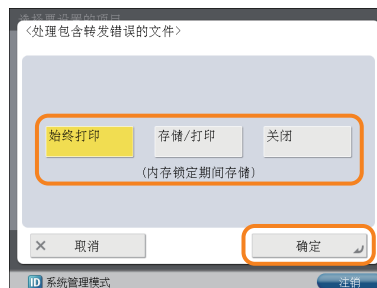 选择要设置的项目
<处理包含转发错误的文件>
始终打印
存储/打印
关闭
(内存锁定期间存储)
× 取消
确定
ID 系统管理模式
注销